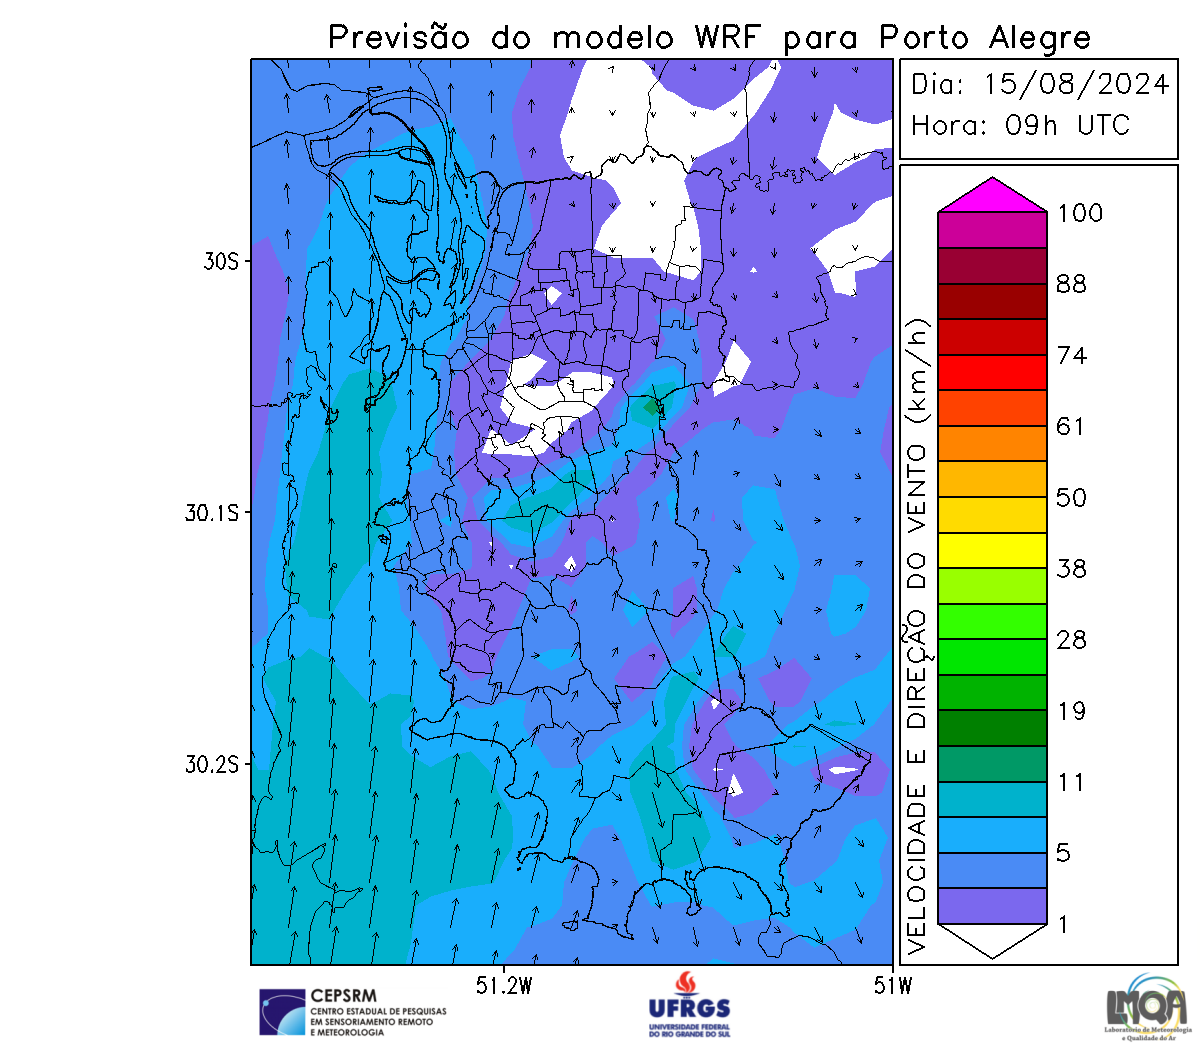 Previsão do modelo WRF para Porto Alegre
Dia: 15/08/2024
Hora: 09h UTC
100
88
74
61
50
38
28
19
11
5
1
VELOCIDADE E DIREÇÃO DO VENTO (km/h)
30S
30.1S
30.2S
51.2W
51W
CEPSRM
CENTRO ESTADUAL DE PESQUISAS
EM SENSORIAMENTO REMOTO
E METEOROLOGIA
UFRGS
UNIVERSIDADE FEDERAL
DO RIO GRANDE DO SUL
LMQA
Laboratório de Meteorologia
e Qualidade do Ar